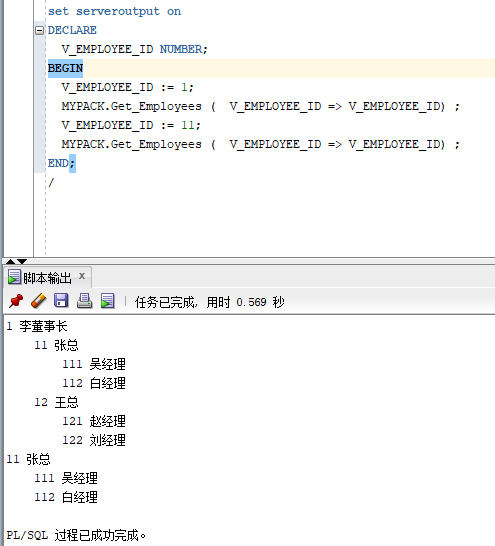 set serveroutput on
DECLARE
  V_EMPLOYEE_ID NUMBER;
BEGIN
  V_EMPLOYEE_ID := 1;
  MYPACK.Get_Employees (  V_EMPLOYEE_ID => V_EMPLOYEE_ID) ;
  V_EMPLOYEE_ID := 11;
  MYPACK.Get_Employees (  V_EMPLOYEE_ID => V_EMPLOYEE_ID) ;
END;
/
脚本输出 x
任务已完成, 用时 0.569 秒
1 李董事长
    11 张总
        111 吴经理
        112 白经理
    12 王总
        121 赵经理
        122 刘经理
11 张总
    111 吴经理
    112 白经理
PL/SQL 过程已成功完成。